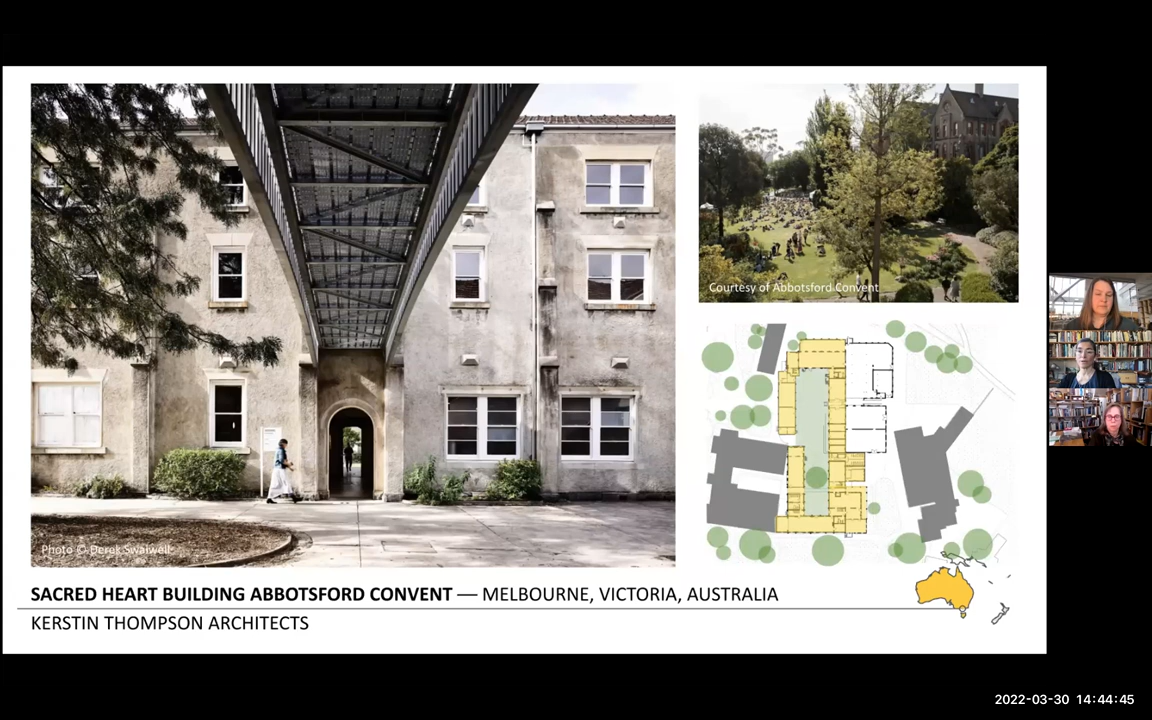 Courtesy of Abbotsford Convent
Photo © Derek Swalwell
SACRED HEART BUILDING ABBOTSFORD CONVENT — MELBOURNE, VICTORIA, AUSTRALIA
KERSTIN THOMPSON ARCHITECTS
2022-03-30 14:44:45